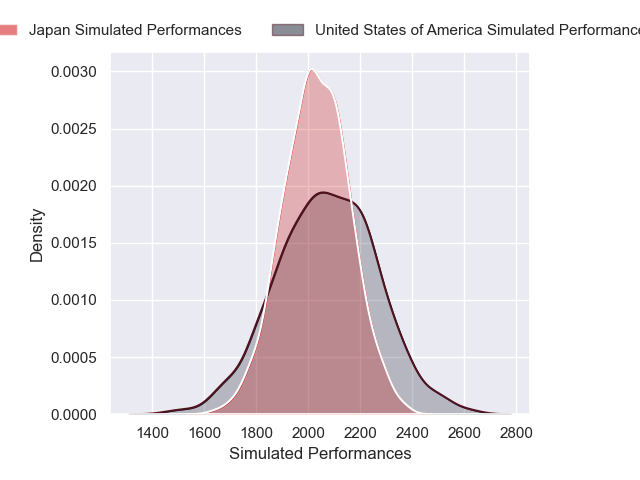 Japan Simulated Performances United States of America Simulated Performance
0.0030
0.0025
0.0020
0.0015
0.0010
0.0005
0.0000
Density
1400 1600 1800 2000 2200 2400 2600 2800
Simulated Performances